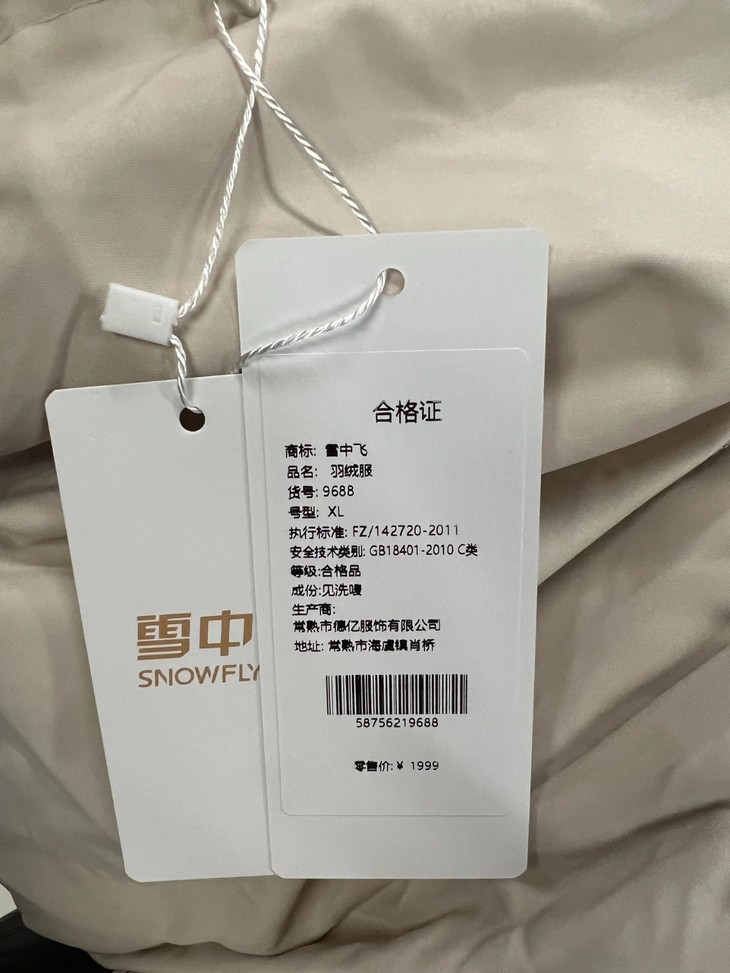 合格证
商标: 雪中飞
品名: 羽绒服
货号: 9688
号型: XL
执行标准: FZ/142720-2011
安全技术类别: GB18401-2010 C类
等级:合格品
成份:见洗唛
生产商:
常熟市德亿服饰有限公司
地址: 常熟市海虞镇肖桥
58756219688
零售价:¥ 1999
雪中
SNOWFLY